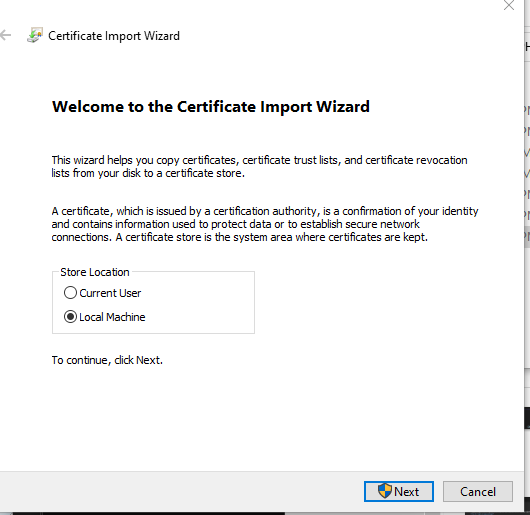 Certificate Import Wizard
Welcome to the Certificate Import Wizard
This wizard helps you copy certificates, certificate trust lists, and certificate revocation
lists from your disk to a certificate store.
A certificate, which is issued by a certification authority, is a confirmation of your identity
and contains information used to protect data or to establish secure network
connections. A certificate store is the system area where certificates are kept.
Store Location
Current User
Local Machine
To continue, click Next.
Next
Cancel